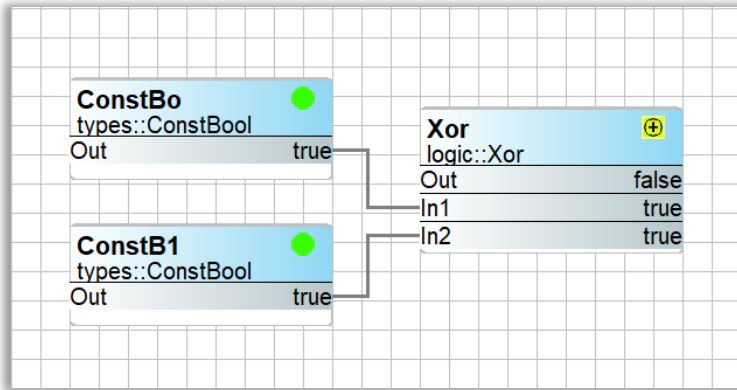 ConstBo
types::ConstBool
Out true
ConstB1
types::ConstBool
Out true
Xor
logic::Xor
Out false
In1 true
In2 true